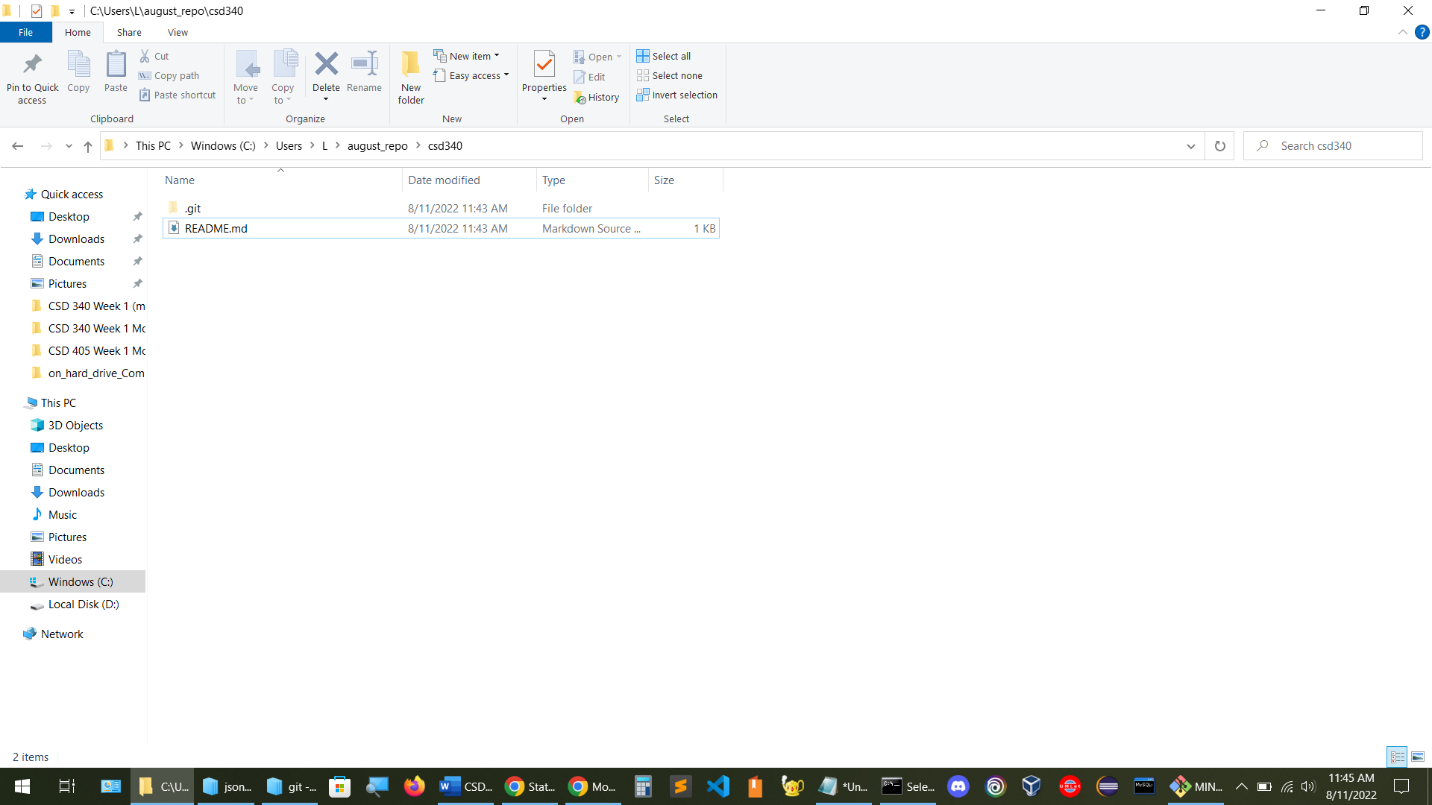 C:\Users\L\august_repo\csd340
File
Home
Share
View
Pin to Quick access
Copy
Paste
Cut
Copy path
Paste shortcut
Clipboard
Move to
Copy to
Delete
Rename
Organize
New folder
New item
Easy access
New
Properties
Open
Edit
History
Open
Select all
Select none
Invert selection
Select
This PC > Windows (C:) > Users > L > august_repo > csd340
Search csd340
Name
Date modified
Type
Size
.git
8/11/2022 11:43 AM
File folder
README.md
8/11/2022 11:43 AM
Markdown Source ...
1 KB
Quick access
Desktop
Downloads
Documents
Pictures
CSD 340 Week 1 (m
CSD 340 Week 1 Mc
CSD 405 Week 1 Mc
on_hard_drive_Com
This PC
3D Objects
Desktop
Documents
Downloads
Music
Pictures
Videos
Windows (C:)
Local Disk (D:)
Network
2 items
C:\U...
json...
git -...
CSD...
Stat...
Mo...
*Un...
Sele...
MIN...
11:45 AM
8/11/2022